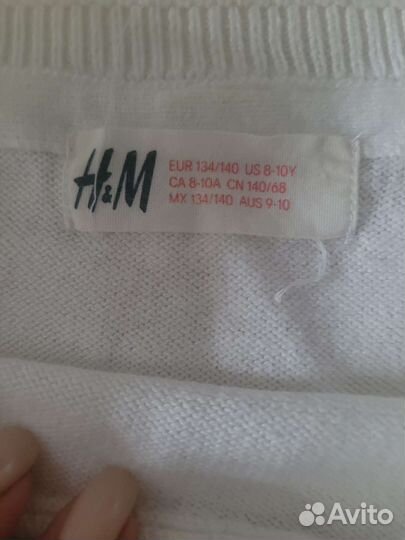 H&M
EUR 134/140 US 8-10Y
CA 8-10A CN 140/68
MX 134/140 AUS 9-10
Avito